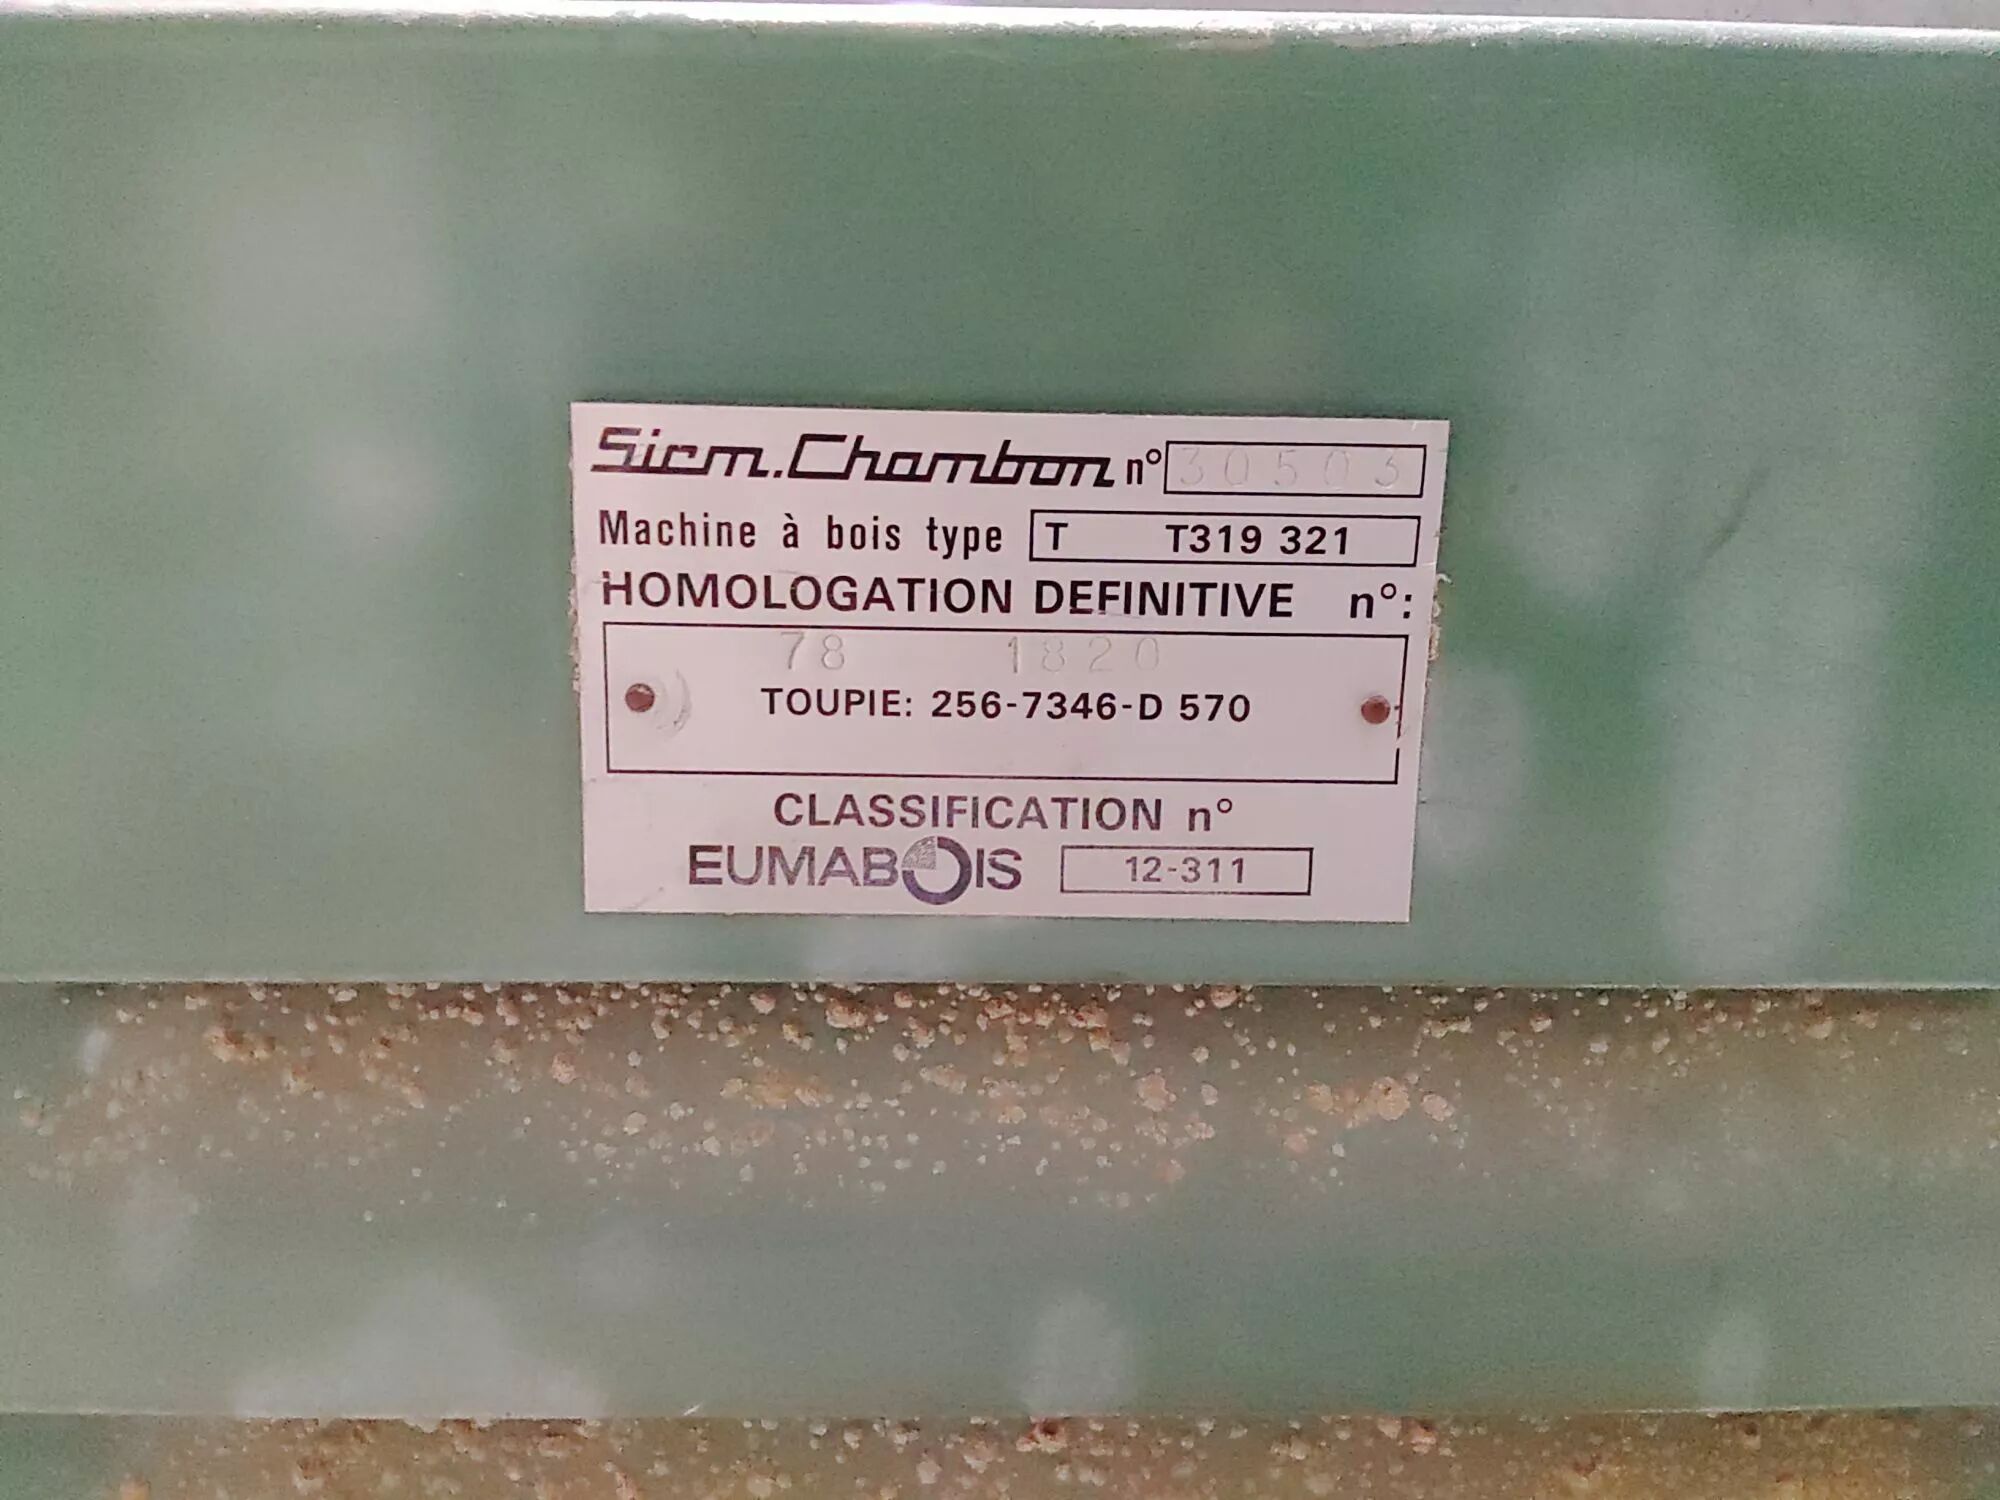 Sicm.Chambon n° 30503
Machine à bois type T T319 321
HOMOLOGATION DEFINITIVE n°:
78 1820
TOUPIE: 256-7346-D 570
CLASSIFICATION n°
EUMABOIS 12-311